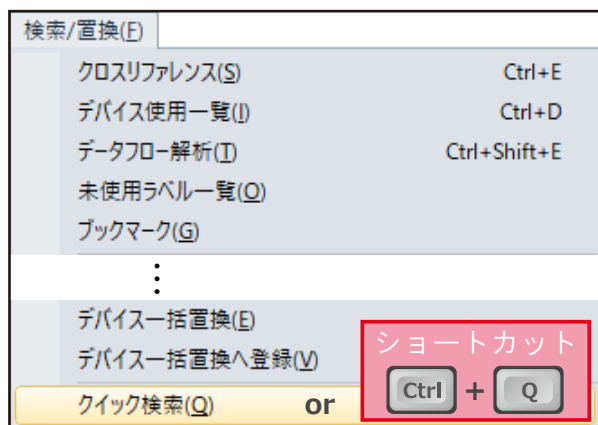 検索/置換(F)
クロスリファレンス(S) Ctrl+E
デバイス使用一覧(I) Ctrl+D
データフロー解析(T) Ctrl+Shift+E
未使用ラベル一覧(O)
ブックマーク(G)
⋮
デバイス一括置換(E)
デバイス一括置換へ登録(V)
ショートカット
クイック検索(Q) or Ctrl + Q